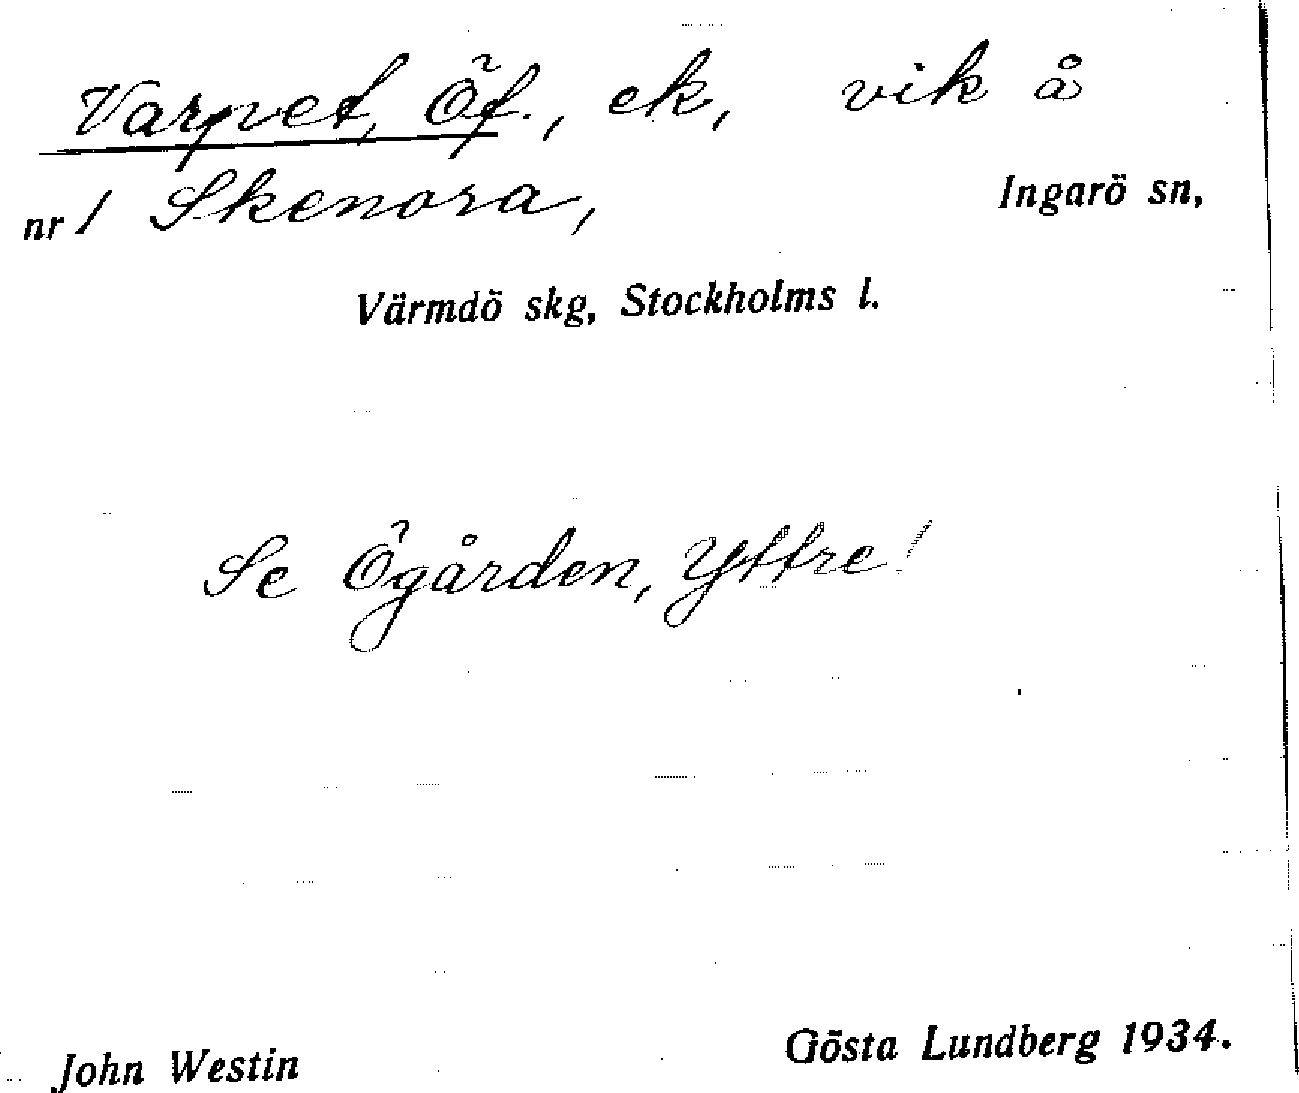 Varpvet, Öf., ek, vik å
nr 1 Skenora, Ingarö sn,
Värmdö skg, Stockholms l.
Se Ögården, Yttre!
John Westin Gösta Lundberg 1934.